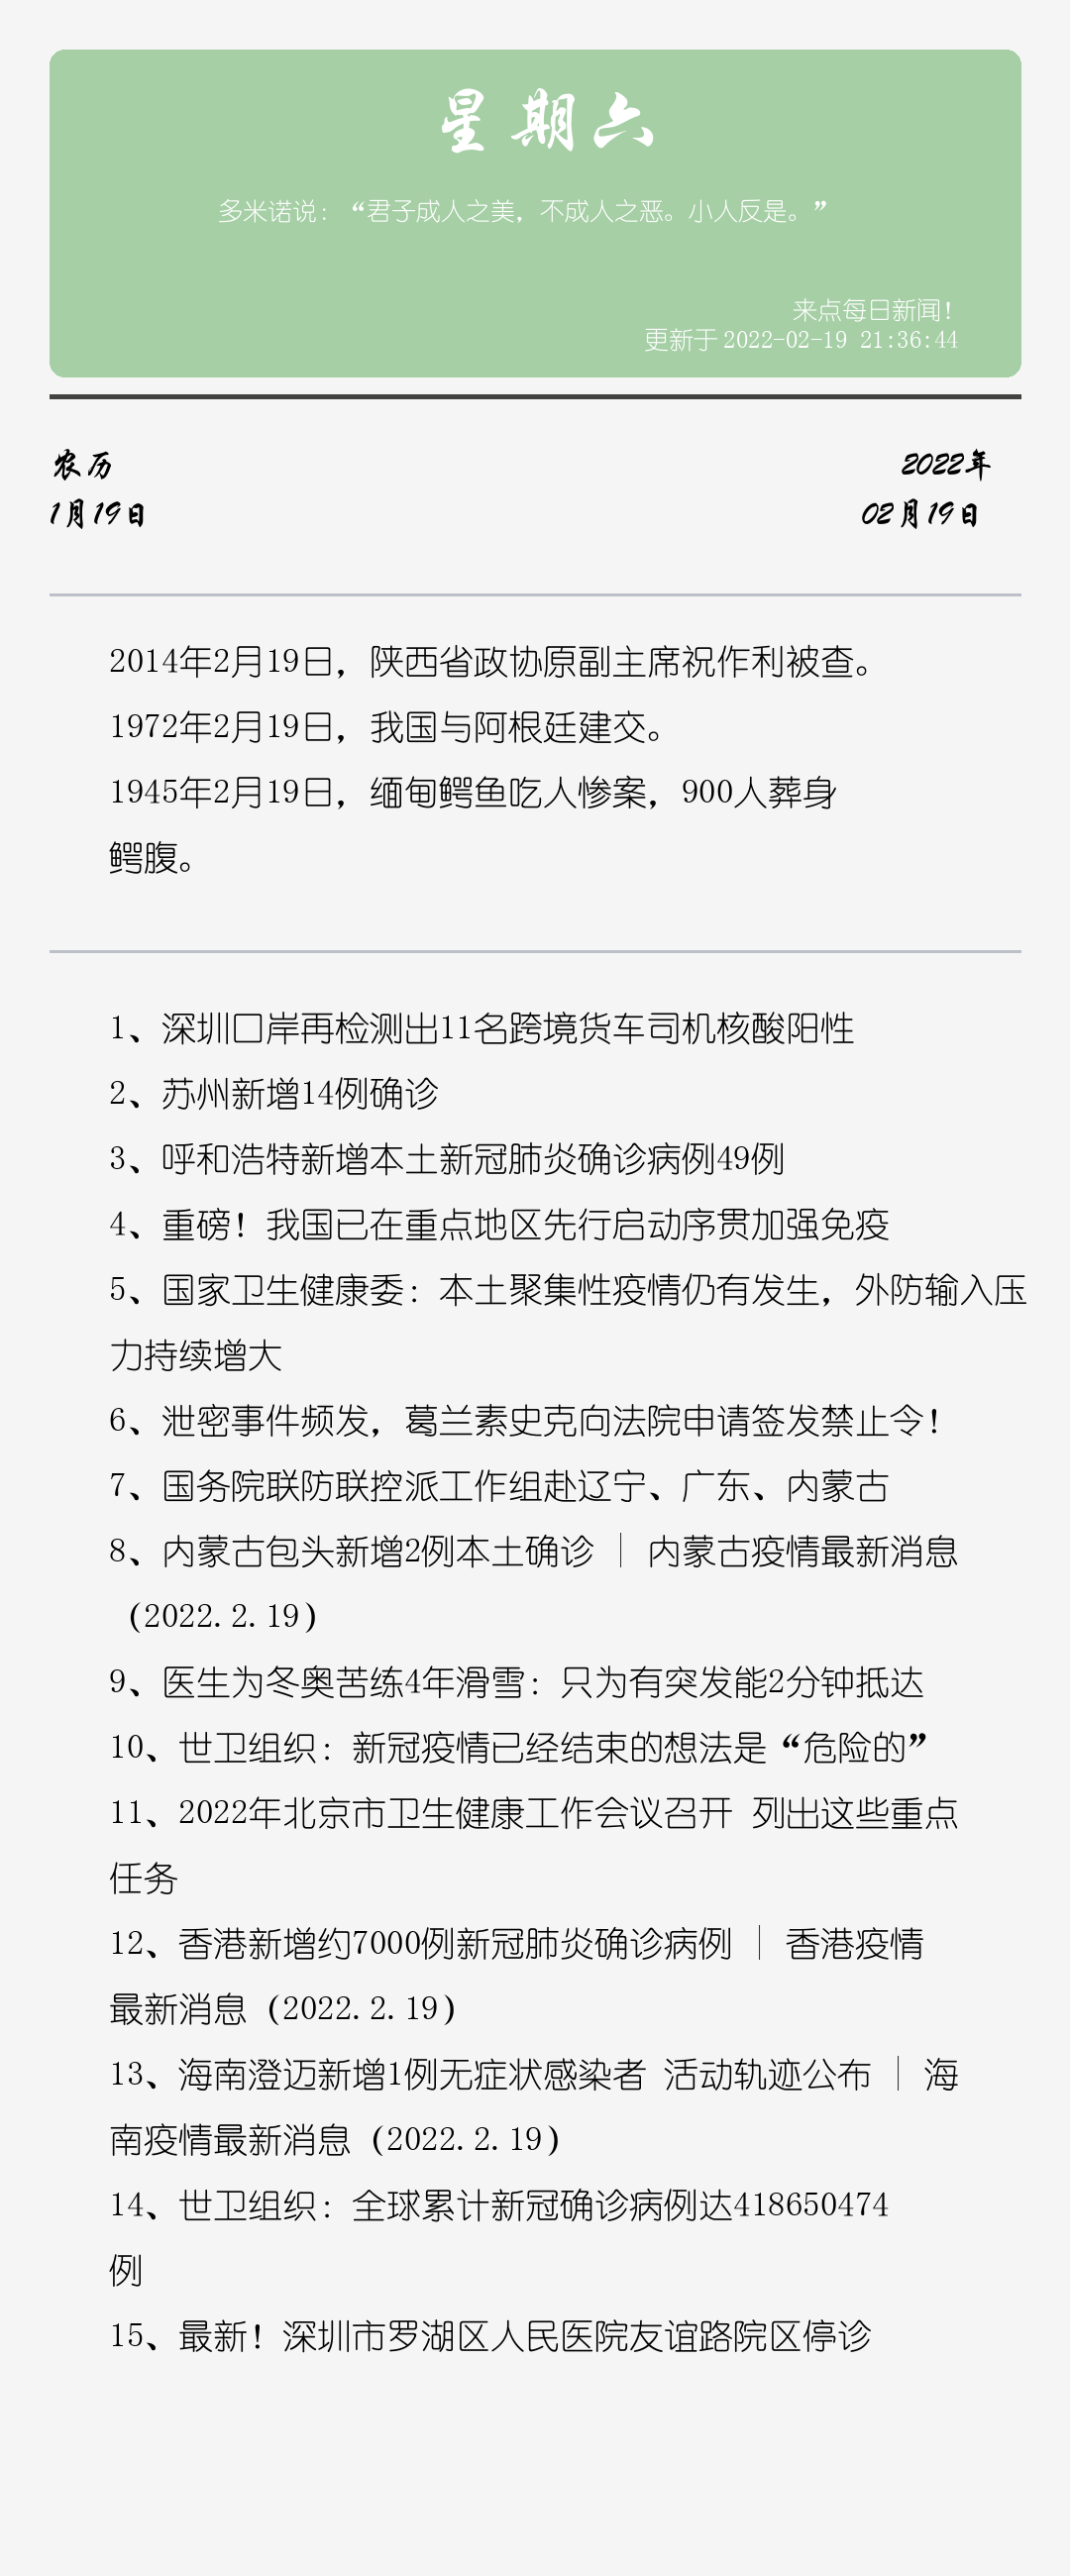 星期六
多米诺说：“君子成人之美，不成人之恶。小人反是。”
来点每日新闻！
更新于 2022-02-19 21:36:44
农历
2022年
1月19日
02月19日
2014年2月19日，陕西省政协原副主席祝作利被查。
1972年2月19日，我国与阿根廷建交。
1945年2月19日，缅甸鳄鱼吃人惨案，900人葬身
鳄腹。
1、深圳口岸再检测出11名跨境货车司机核酸阳性
2、苏州新增14例确诊
3、呼和浩特新增本土新冠肺炎确诊病例49例
4、重磅！我国已在重点地区先行启动序贯加强免疫
5、国家卫生健康委：本土聚集性疫情仍有发生，外防输入压
力持续增大
6、泄密事件频发，葛兰素史克向法院申请签发禁止令！
7、国务院联防联控派工作组赴辽宁、广东、内蒙古
8、内蒙古包头新增2例本土确诊 | 内蒙古疫情最新消息
（2022.2.19）
9、医生为冬奥苦练4年滑雪：只为有突发能2分钟抵达
10、世卫组织：新冠疫情已经结束的想法是“危险的”
11、2022年北京市卫生健康工作会议召开 列出这些重点
任务
12、香港新增约7000例新冠肺炎确诊病例 | 香港疫情
最新消息（2022.2.19）
13、海南澄迈新增1例无症状感染者 活动轨迹公布 | 海
南疫情最新消息（2022.2.19）
14、世卫组织：全球累计新冠确诊病例达418650474
例
15、最新！深圳市罗湖区人民医院友谊路院区停诊